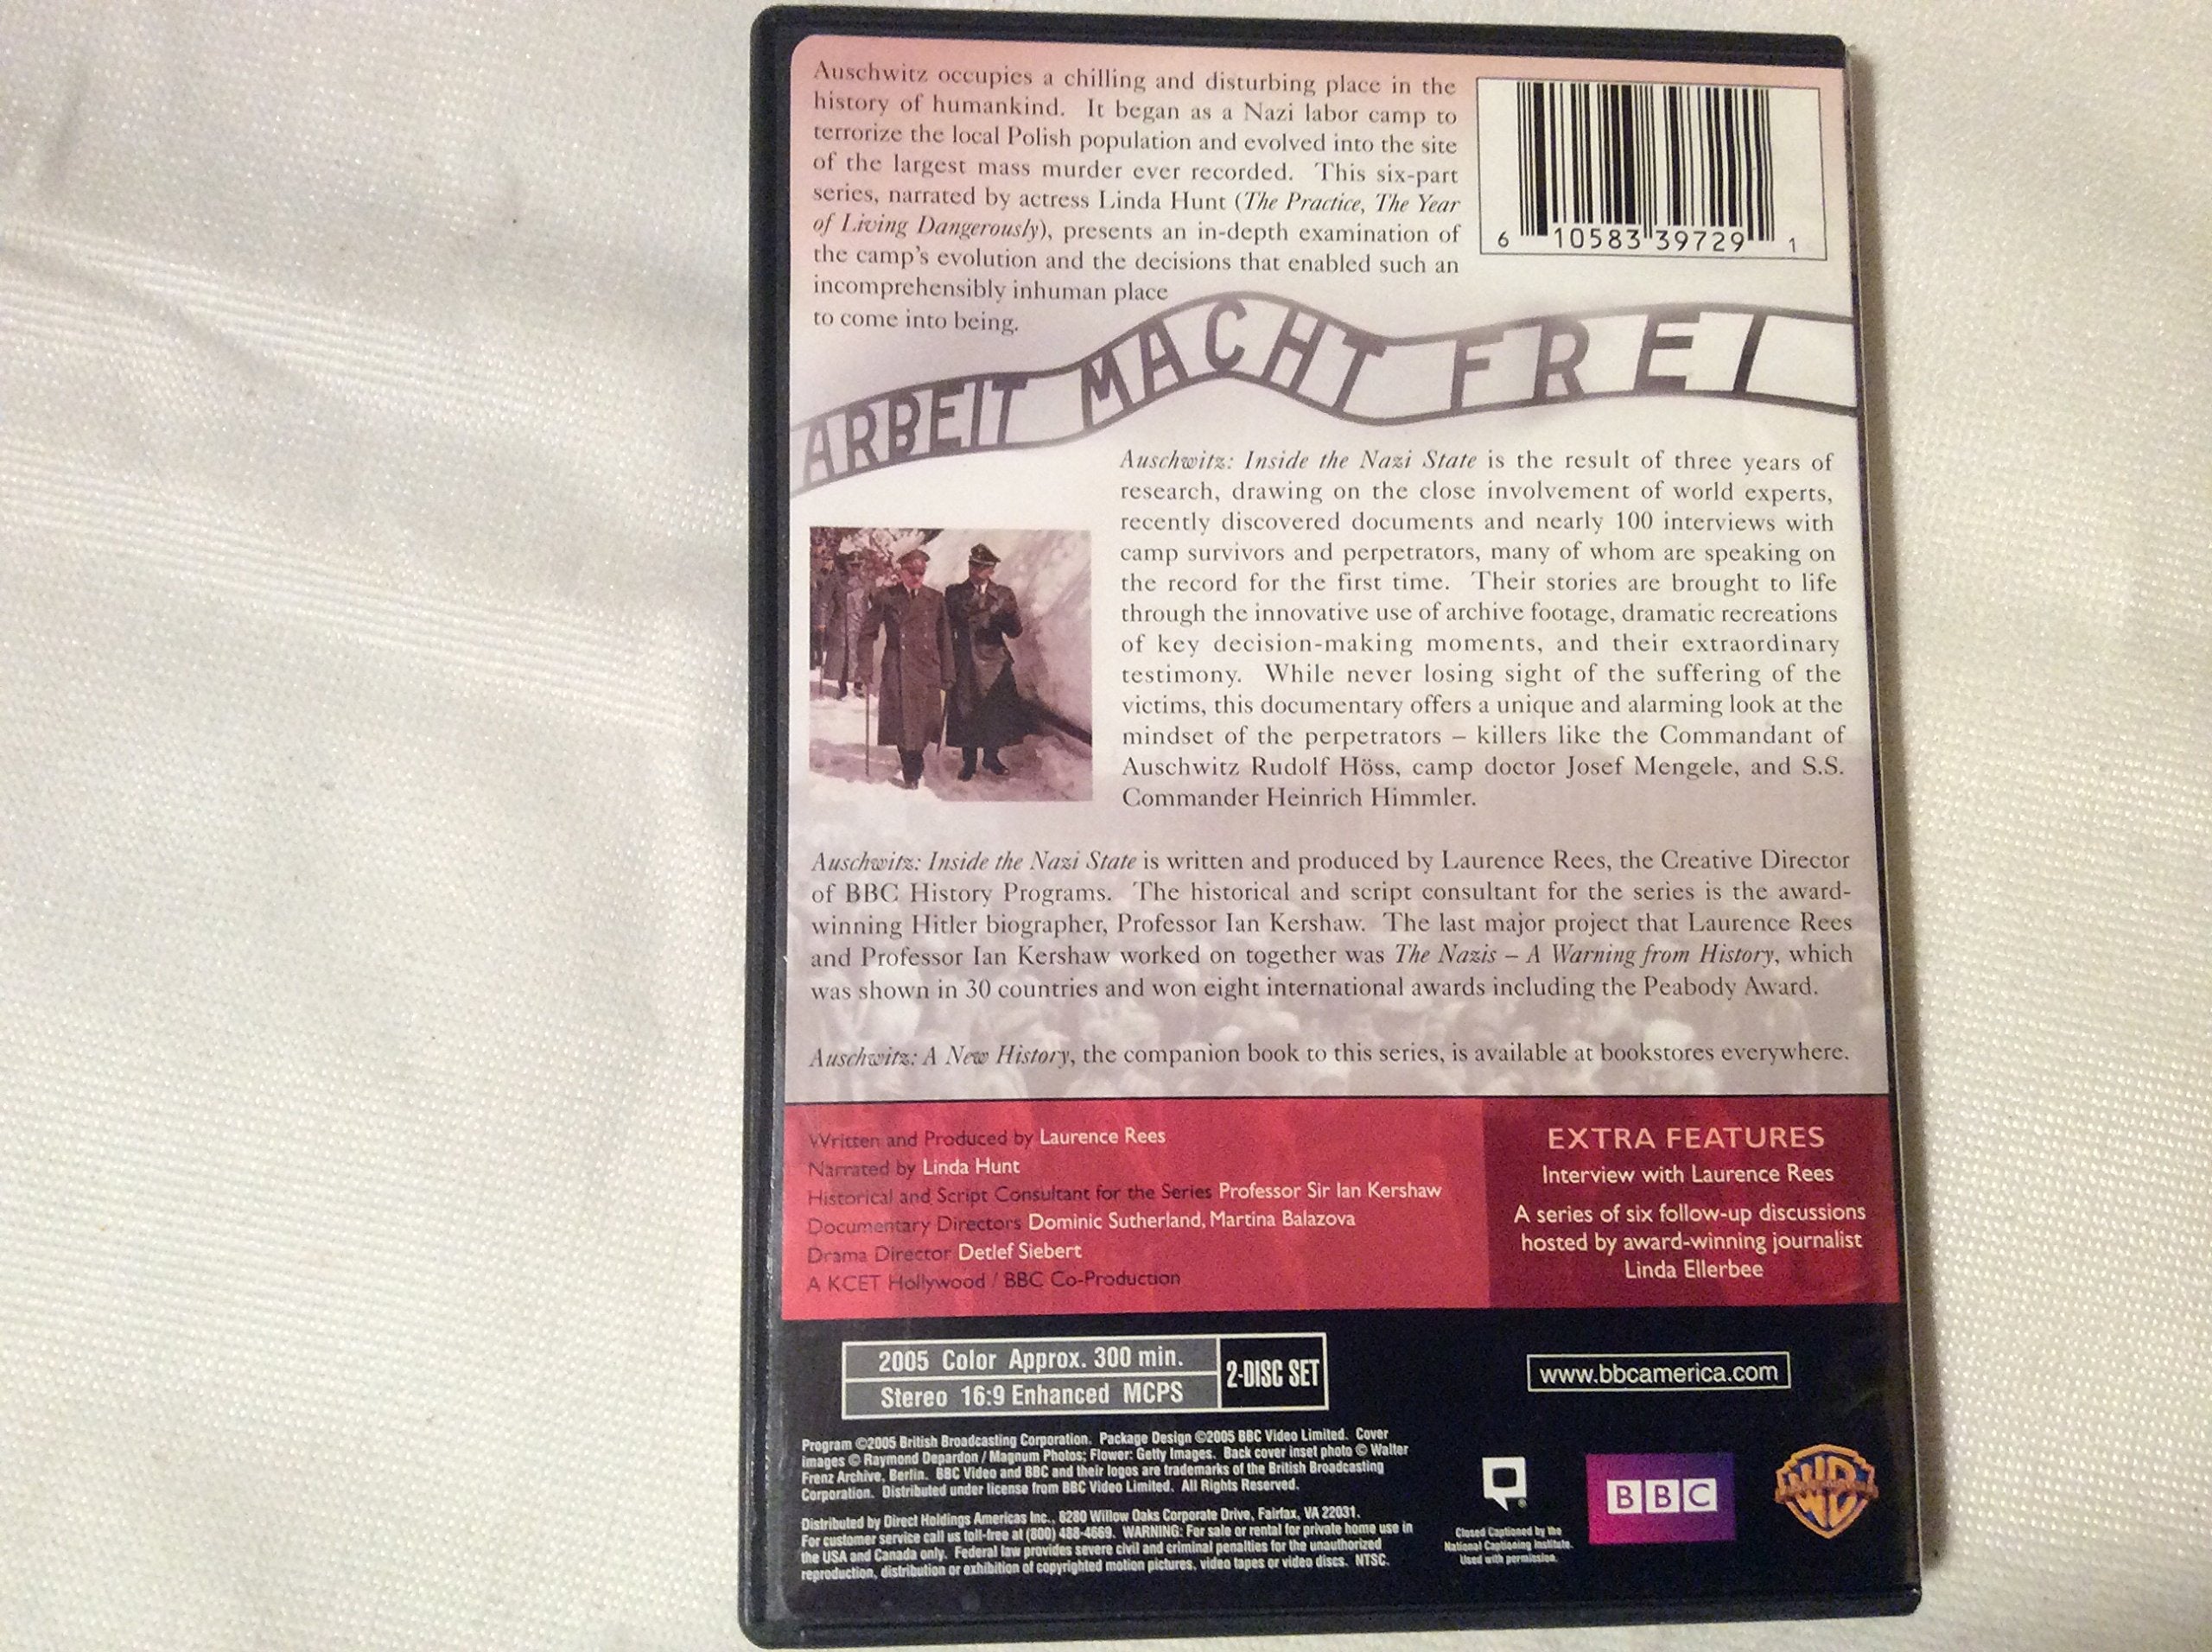 Auschwitz occupies a chilling and disturbing place in the
history of humankind. It began as a Nazi labor camp to
terrorize the local Polish population and evolved into the site
of the largest mass murder ever recorded. This six-part
series, narrated by actress Linda Hunt (The Practice, The Year
of Living Dangerously), presents an in-depth examination of
the camp's evolution and the decisions that enabled such an
incomprehensibly inhuman place
to come into being.
6 10583 39729 1
ARBEIT MACHT FREI
Auschwitz: Inside the Nazi State is the result of three years of
research, drawing on the close involvement of world experts,
recently discovered documents and nearly 100 interviews with
camp survivors and perpetrators, many of whom are speaking on
the record for the first time. Their stories are brought to life
through the innovative use of archive footage, dramatic recreations
of key decision-making moments, and their extraordinary
testimony. While never losing sight of the suffering of the
victims, this documentary offers a unique and alarming look at the
mindset of the perpetrators – killers like the Commandant of
Auschwitz Rudolf Höss, camp doctor Josef Mengele, and S.S.
Commander Heinrich Himmler.
Auschwitz: Inside the Nazi State is written and produced by Laurence Rees, the Creative Director
of BBC History Programs. The historical and script consultant for the series is the award-
winning Hitler biographer, Professor Ian Kershaw. The last major project that Laurence Rees
and Professor Ian Kershaw worked on together was The Nazis – A Warning from History, which
was shown in 30 countries and won eight international awards including the Peabody Award.
Auschwitz: A New History, the companion book to this series, is available at bookstores everywhere.
Written and Produced by Laurence Rees
Narrated by Linda Hunt
Historical and Script Consultant for the Series Professor Sir Ian Kershaw
Documentary Directors Dominic Sutherland, Martina Balazova
Drama Director Detlef Siebert
A KCET Hollywood / BBC Co-Production
EXTRA FEATURES
Interview with Laurence Rees
A series of six follow-up discussions
hosted by award-winning journalist
Linda Ellerbee
2005 Color Approx. 300 min.
Stereo 16:9 Enhanced MCPS
2-DISC SET
www.bbcamerica.com
Program ©2005 British Broadcasting Corporation. Package Design ©2005 BBC Video Limited. Cover
images © Raymond Depardon / Magnum Photos; Flower: Getty Images. Back cover inset photo © Walter
Frenz Archive, Berlin. BBC Video and BBC and their logos are trademarks of the British Broadcasting
Corporation. Distributed under license from BBC Video Limited. All Rights Reserved.
Distributed by Direct Holdings Americas Inc., 8280 Willow Oaks Corporate Drive, Fairfax, VA 22031.
For customer service call us toll-free at (800) 488-4669. WARNING: For sale or rental for private home use in
the USA and Canada only. Federal law provides severe civil and criminal penalties for the unauthorized
reproduction, distribution or exhibition of copyrighted motion pictures, video tapes or video discs. NTSC.
Closed Captioned by the
National Captioning Institute.
Used with permission.
BBC
WB